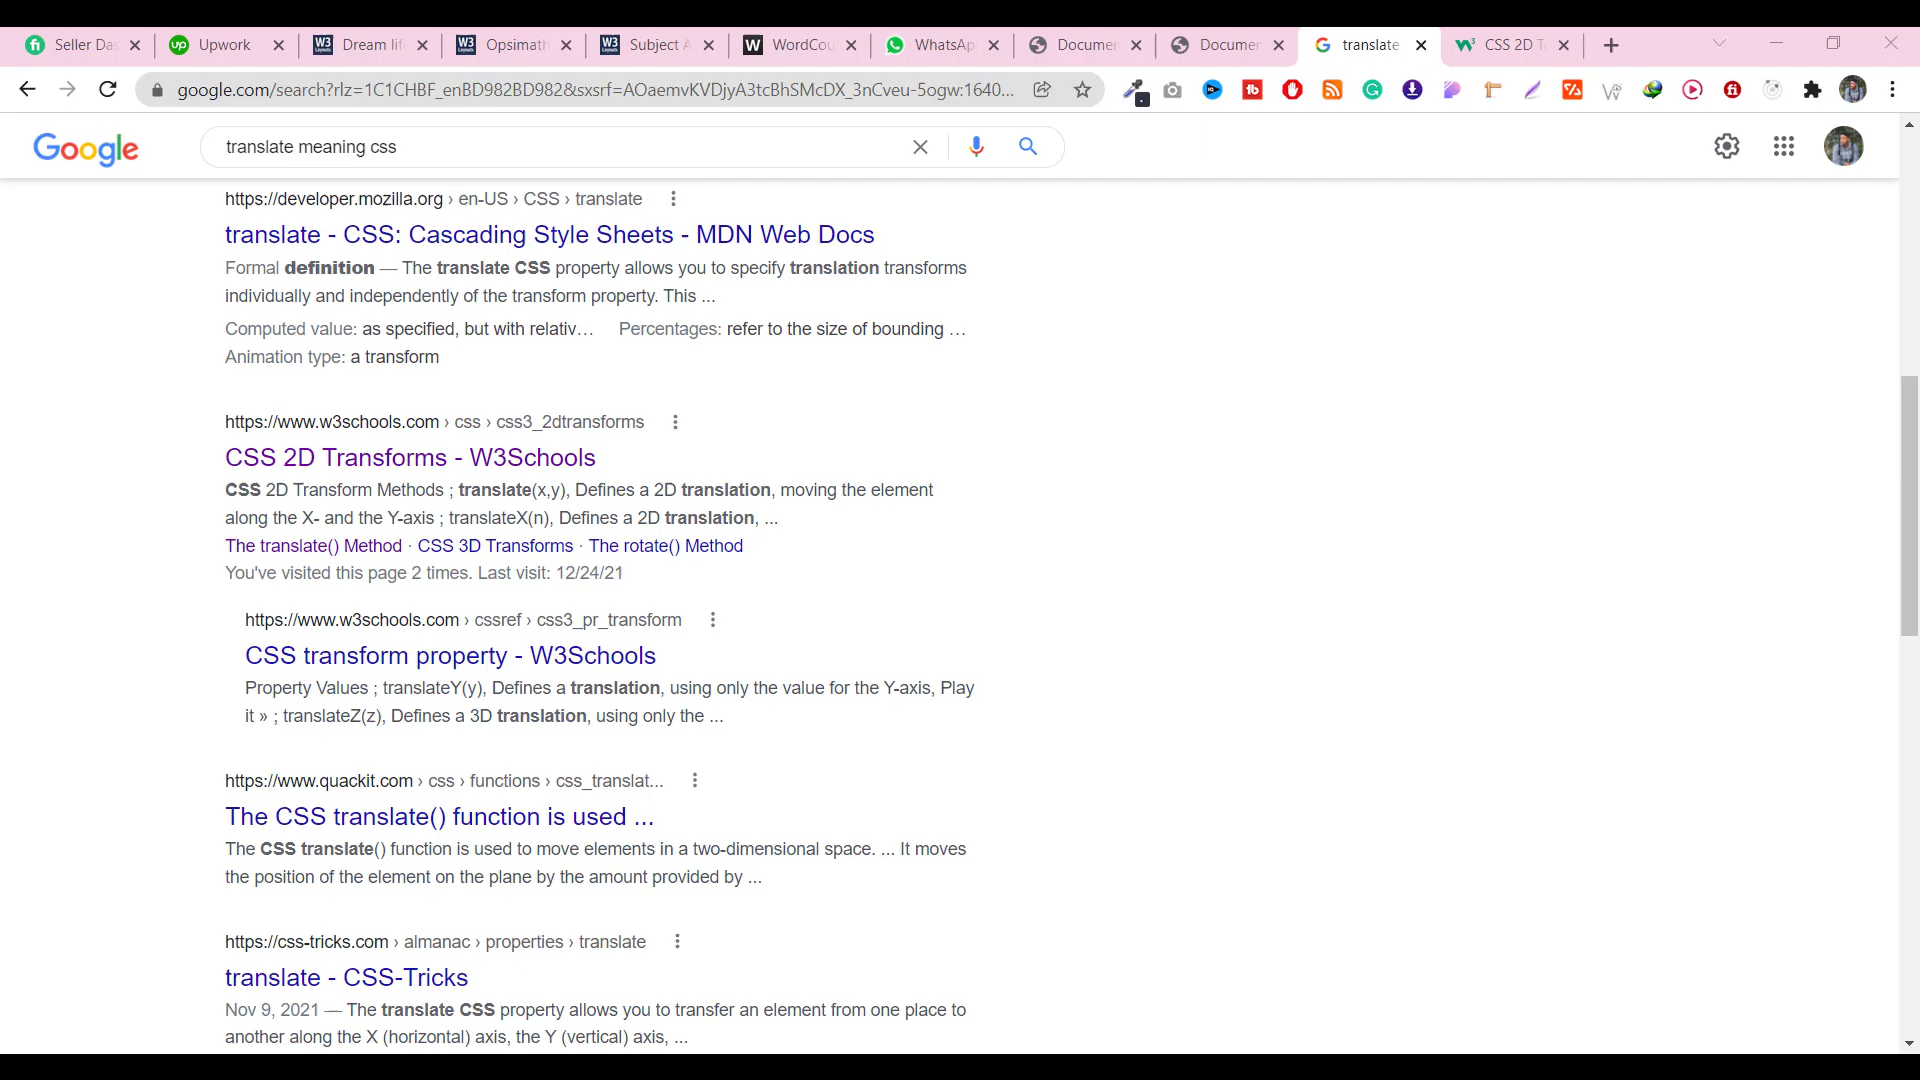 Seller Das
Upwork
Dream lif
Opsimath
Subject A
WordCou
WhatsAp
Documen
Documen
translate
CSS 2D T
google.com/search?rlz=1C1CHBF_enBD982BD982&sxsrf=AOaemvKVDjyA3tcBhSMcDX_3nCveu-5ogw:1640...
Google
translate meaning css
https://developer.mozilla.org › en-US › CSS › translate
translate - CSS: Cascading Style Sheets - MDN Web Docs
Formal definition — The translate CSS property allows you to specify translation transforms
individually and independently of the transform property. This ...
Computed value: as specified, but with relativ… Percentages: refer to the size of bounding …
Animation type: a transform
https://www.w3schools.com › css › css3_2dtransforms
CSS 2D Transforms - W3Schools
CSS 2D Transform Methods ; translate(x,y), Defines a 2D translation, moving the element
along the X- and the Y-axis ; translateX(n), Defines a 2D translation, ...
The translate() Method · CSS 3D Transforms · The rotate() Method
You've visited this page 2 times. Last visit: 12/24/21
https://www.w3schools.com › cssref › css3_pr_transform
CSS transform property - W3Schools
Property Values ; translateY(y), Defines a translation, using only the value for the Y-axis, Play
it » ; translateZ(z), Defines a 3D translation, using only the ...
https://www.quackit.com › css › functions › css_translat...
The CSS translate() function is used ...
The CSS translate() function is used to move elements in a two-dimensional space. ... It moves
the position of the element on the plane by the amount provided by ...
https://css-tricks.com › almanac › properties › translate
translate - CSS-Tricks
Nov 9, 2021 — The translate CSS property allows you to transfer an element from one place to
another along the X (horizontal) axis, the Y (vertical) axis, ...